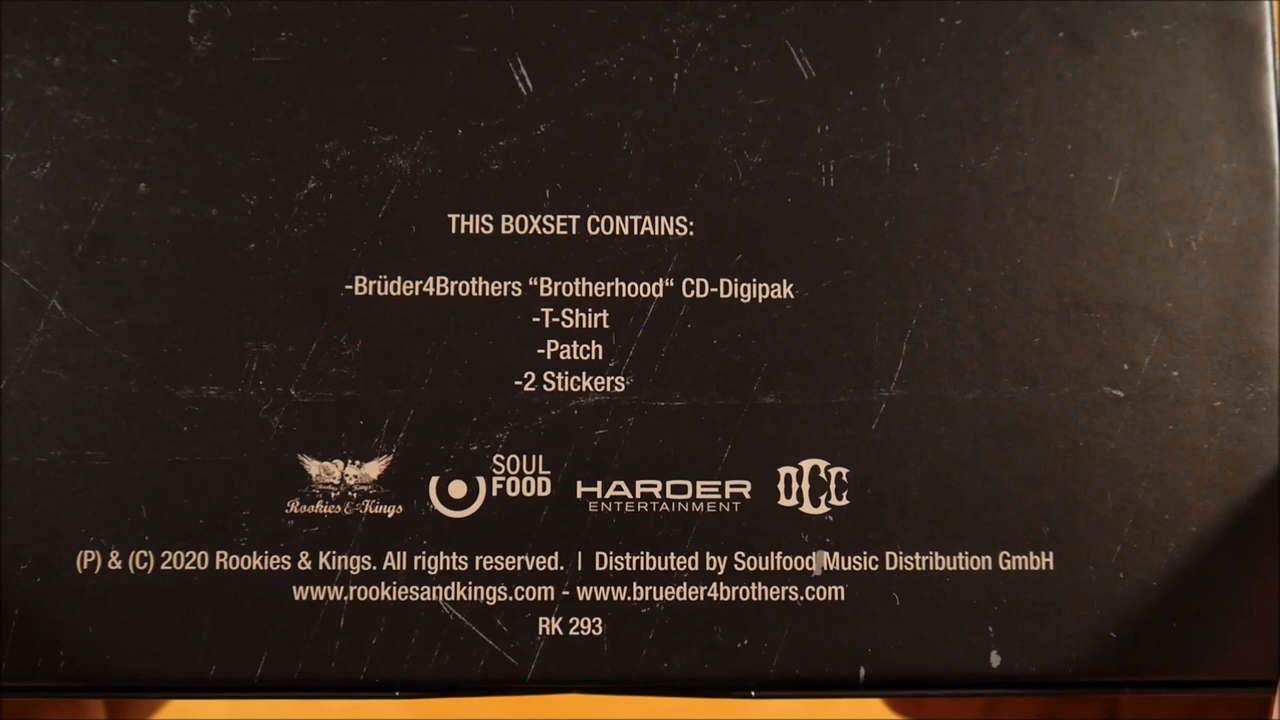 THIS BOXSET CONTAINS:
-Brüder4Brothers “Brotherhood“ CD-Digipak
-T-Shirt
-Patch
-2 Stickers
Rookies & Kings
SOUL FOOD
HARDER ENTERTAINMENT
OCC
(P) & (C) 2020 Rookies & Kings. All rights reserved. | Distributed by Soulfood Music Distribution GmbH
www.rookiesandkings.com - www.brueder4brothers.com
RK 293